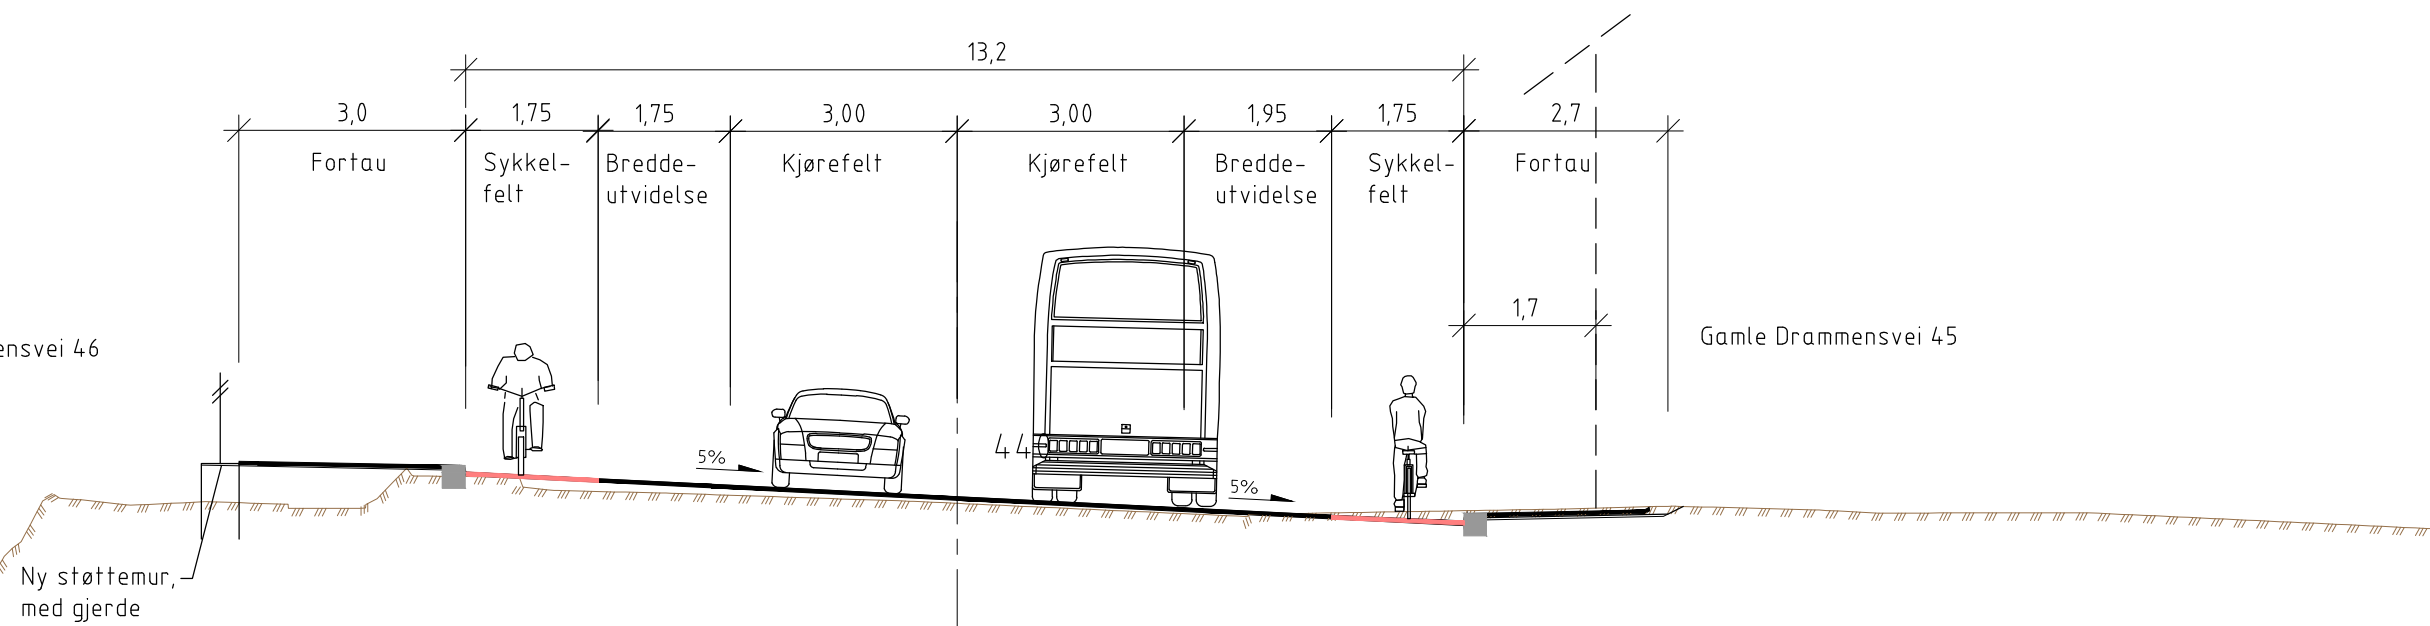 13,2
3,0
1,75
1,75
3,00
3,00
1,95
1,75
2,7
Fortau
Sykkel-
felt
Bredde-
utvidelse
Kjørefelt
Kjørefelt
Bredde-
utvidelse
Sykkel-
felt
Fortau
1,7
ensvei 46
Gamle Drammensvei 45
44
5%
5%
Ny støttemur,
med gjerde